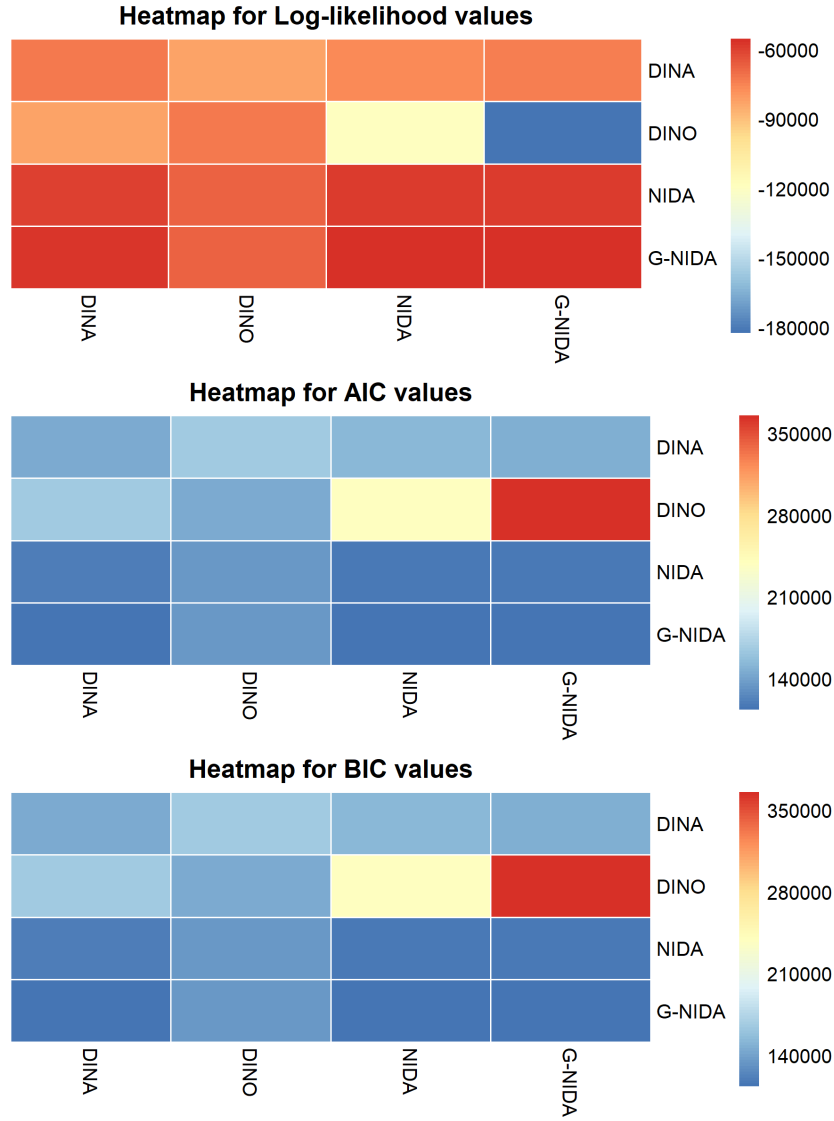 Heatmap for Log-likelihood values
-60000
DINA
-90000
DINO
-120000
NIDA
-150000
G-NIDA
-180000
DINA
DINO
NIDA
G-NIDA
Heatmap for AIC values
350000
DINA
DINO
280000
NIDA
210000
G-NIDA
140000
DINA
DINO
NIDA
G-NIDA
Heatmap for BIC values
350000
DINA
DINO
280000
NIDA
210000
G-NIDA
140000
DINA
DINO
NIDA
G-NIDA